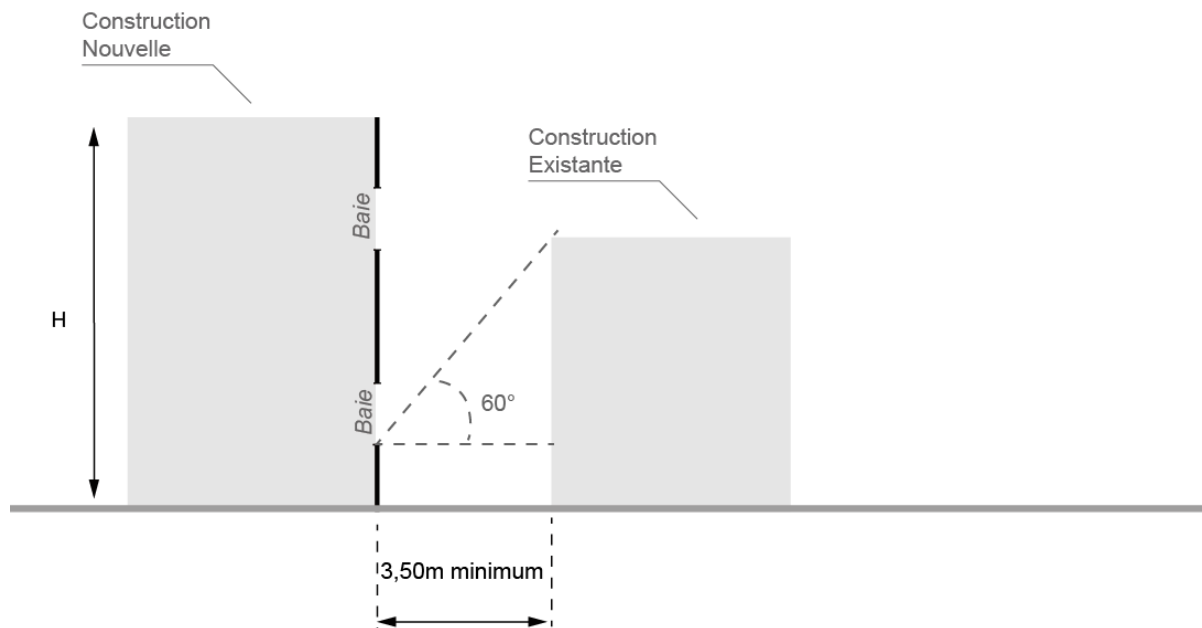 Construction
Nouvelle
Construction
Existante
Baie
H
Baie
60°
3,50m minimum